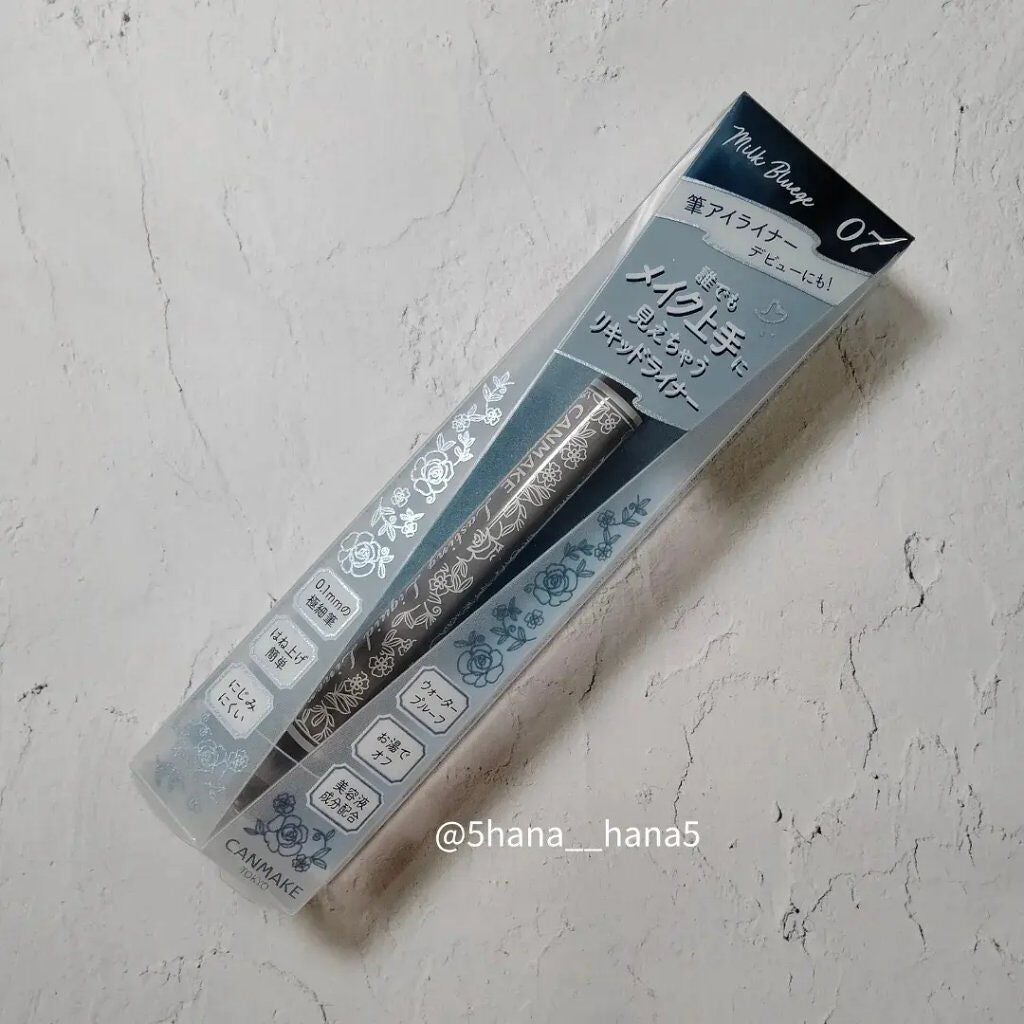 Milk Bluege
07
筆アイライナー
デビューにも!
誰でも
メイク上手に
見えちゃう
リキッドライナー
CANMAKE
Lasting Liquid
0.1mmの
極細筆
はね上げ
簡単
にじみ
にくい
ウォーター
プルーフ
お湯で
オフ
美容液
成分配合
CANMAKE
TOKYO
@5hana__hana5